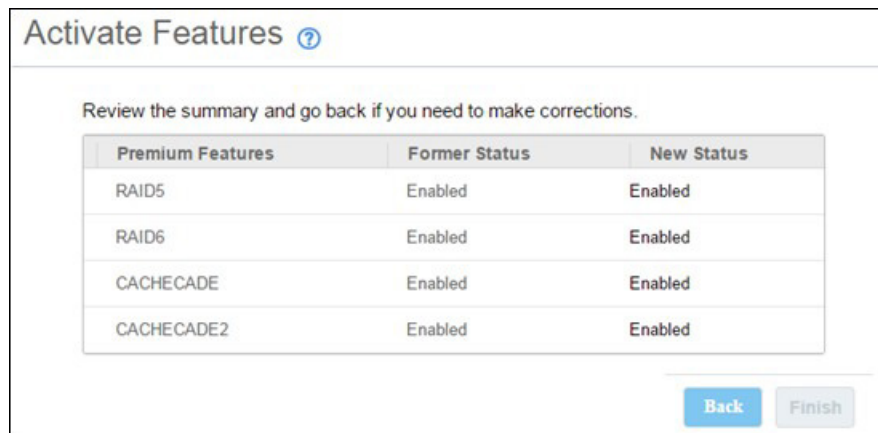 Activate Features ?
Review the summary and go back if you need to make corrections.
Premium Features Former Status New Status
RAID5 Enabled Enabled
RAID6 Enabled Enabled
CACHECADE Enabled Enabled
CACHECADE2 Enabled Enabled
Back Finish